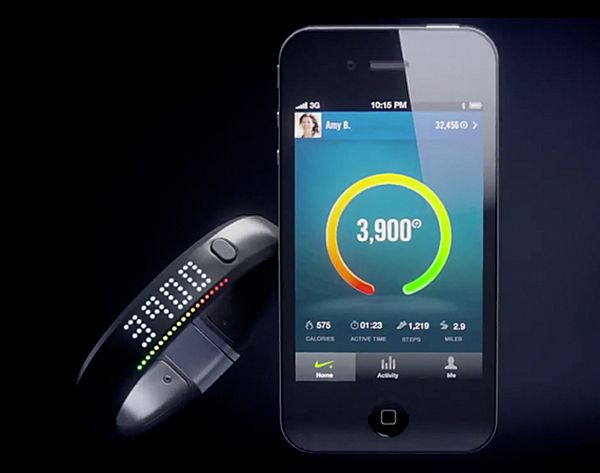 3G 10:15 PM
Amy B. 32,456
3,900
575 01:23 1,219 2.9
CALORIES ACTIVE TIME STEPS MILES
Home Activity Me
3900